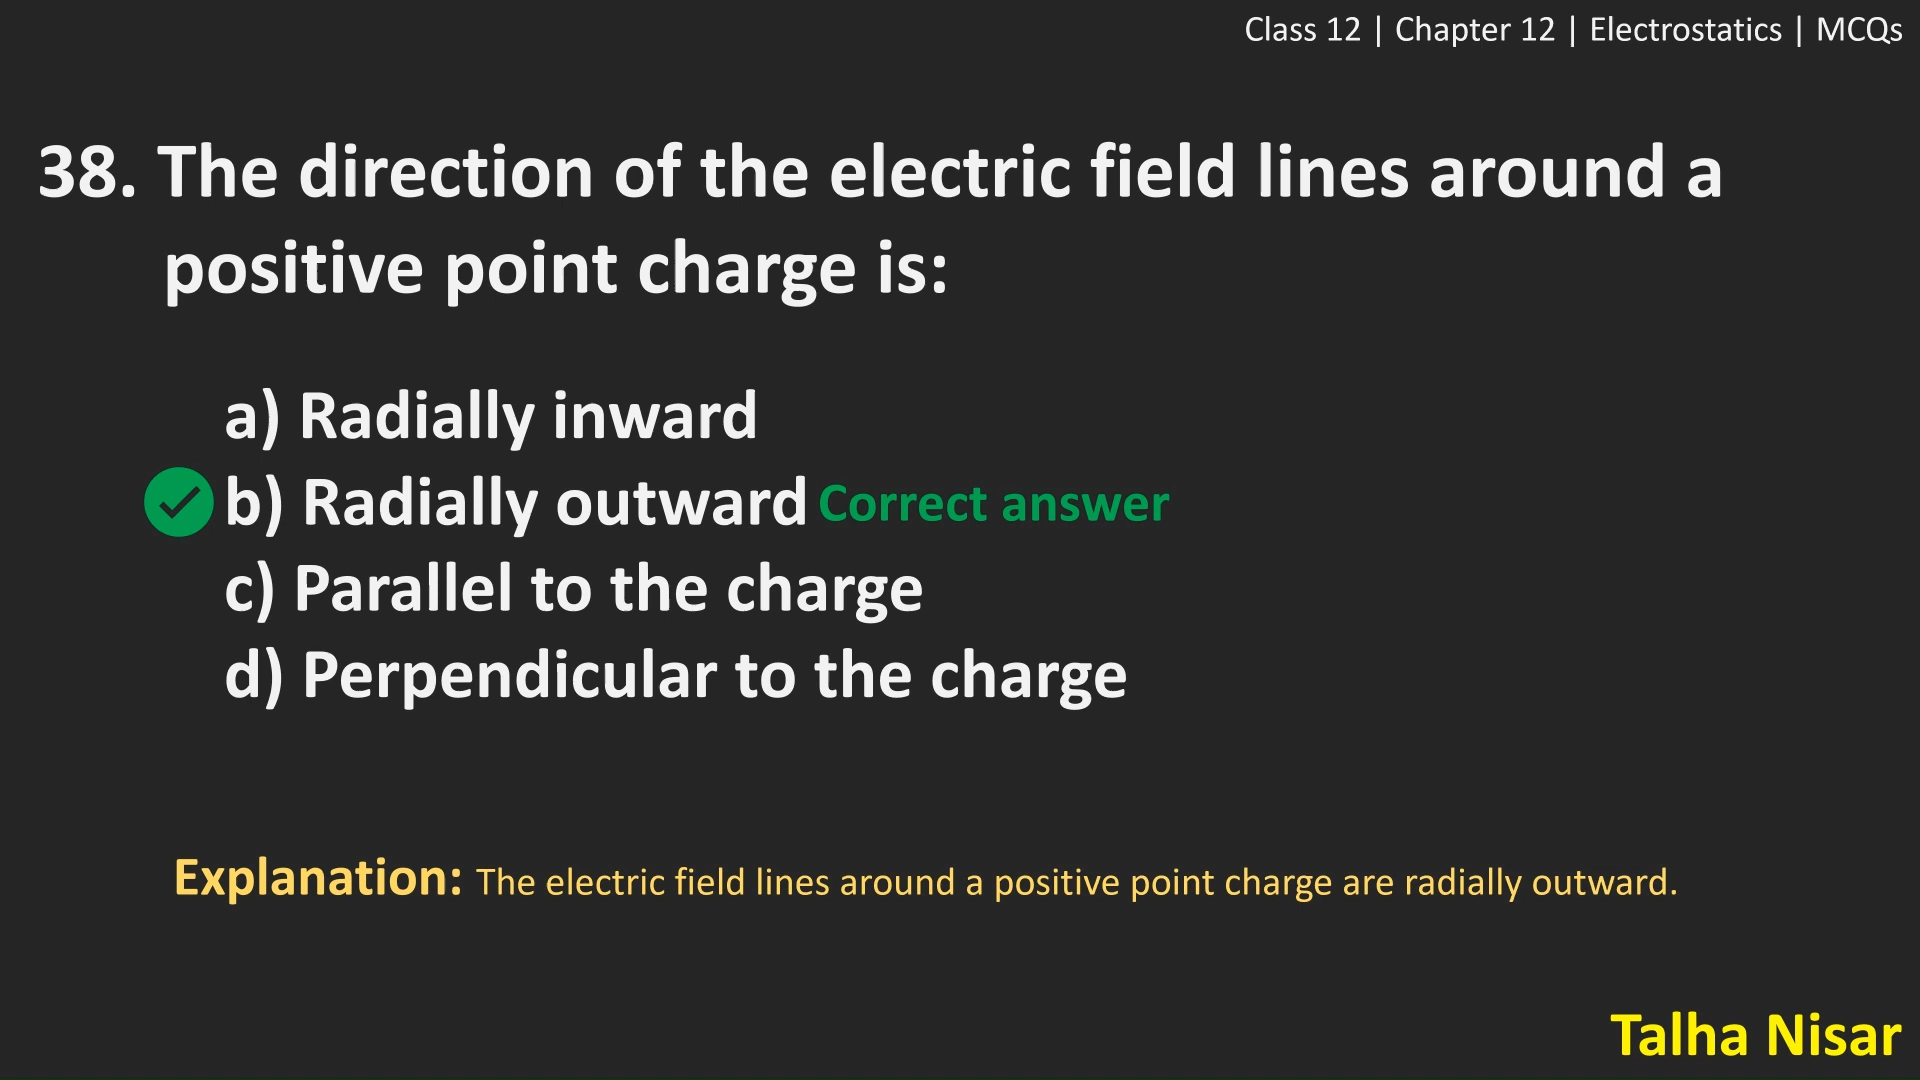 Class 12 | Chapter 12 | Electrostatics | MCQs
38. The direction of the electric field lines around a
positive point charge is:
a) Radially inward
b) Radially outward Correct answer
c) Parallel to the charge
d) Perpendicular to the charge
Explanation: The electric field lines around a positive point charge are radially outward.
Talha Nisar